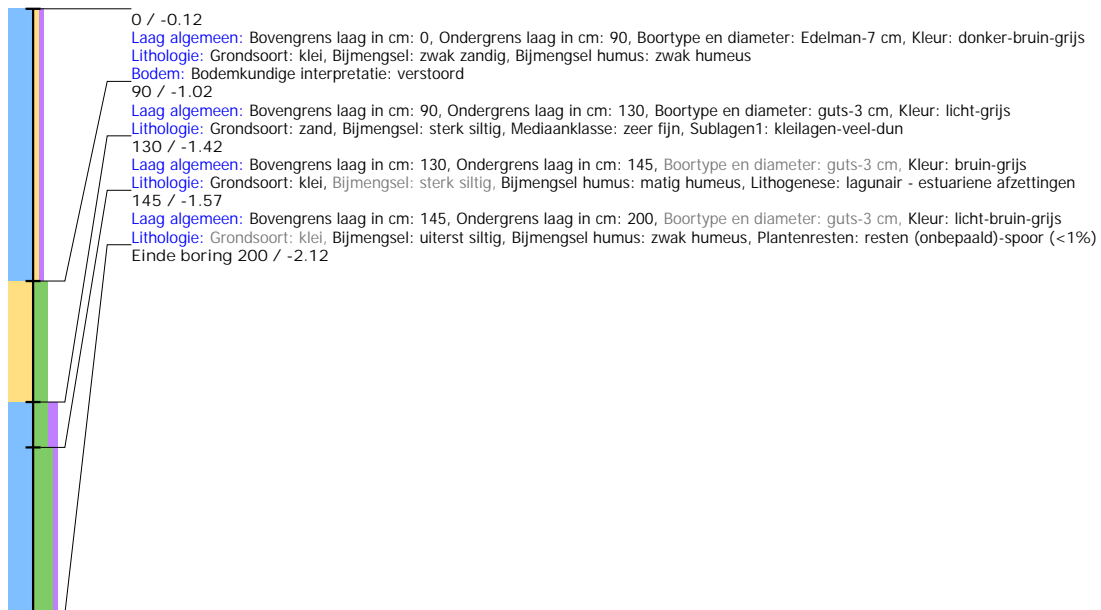 0 / -0.12
Laag algemeen: Bovengrens laag in cm: 0, Ondergrens laag in cm: 90, Boortype en diameter: Edelman-7 cm, Kleur: donker-bruin-grijs
Lithologie: Grondsoort: klei, Bijmengsel: zwak zandig, Bijmengsel humus: zwak humeus
Bodem: Bodemkundige interpretatie: verstoord
90 / -1.02
Laag algemeen: Bovengrens laag in cm: 90, Ondergrens laag in cm: 130, Boortype en diameter: guts-3 cm, Kleur: licht-grijs
Lithologie: Grondsoort: zand, Bijmengsel: sterk siltig, Mediaanklasse: zeer fijn, Sublagen1: kleilagen-veel-dun
130 / -1.42
Laag algemeen: Bovengrens laag in cm: 130, Ondergrens laag in cm: 145, Boortype en diameter: guts-3 cm, Kleur: bruin-grijs
Lithologie: Grondsoort: klei, Bijmengsel: sterk siltig, Bijmengsel humus: matig humeus, Lithogenese: lagunair - estuariene afzettingen
145 / -1.57
Laag algemeen: Bovengrens laag in cm: 145, Ondergrens laag in cm: 200, Boortype en diameter: guts-3 cm, Kleur: licht-bruin-grijs
Lithologie: Grondsoort: klei, Bijmengsel: uiterst siltig, Bijmengsel humus: zwak humeus, Plantenresten: resten (onbepaald)-spoor (<1%)
Einde boring 200 / -2.12